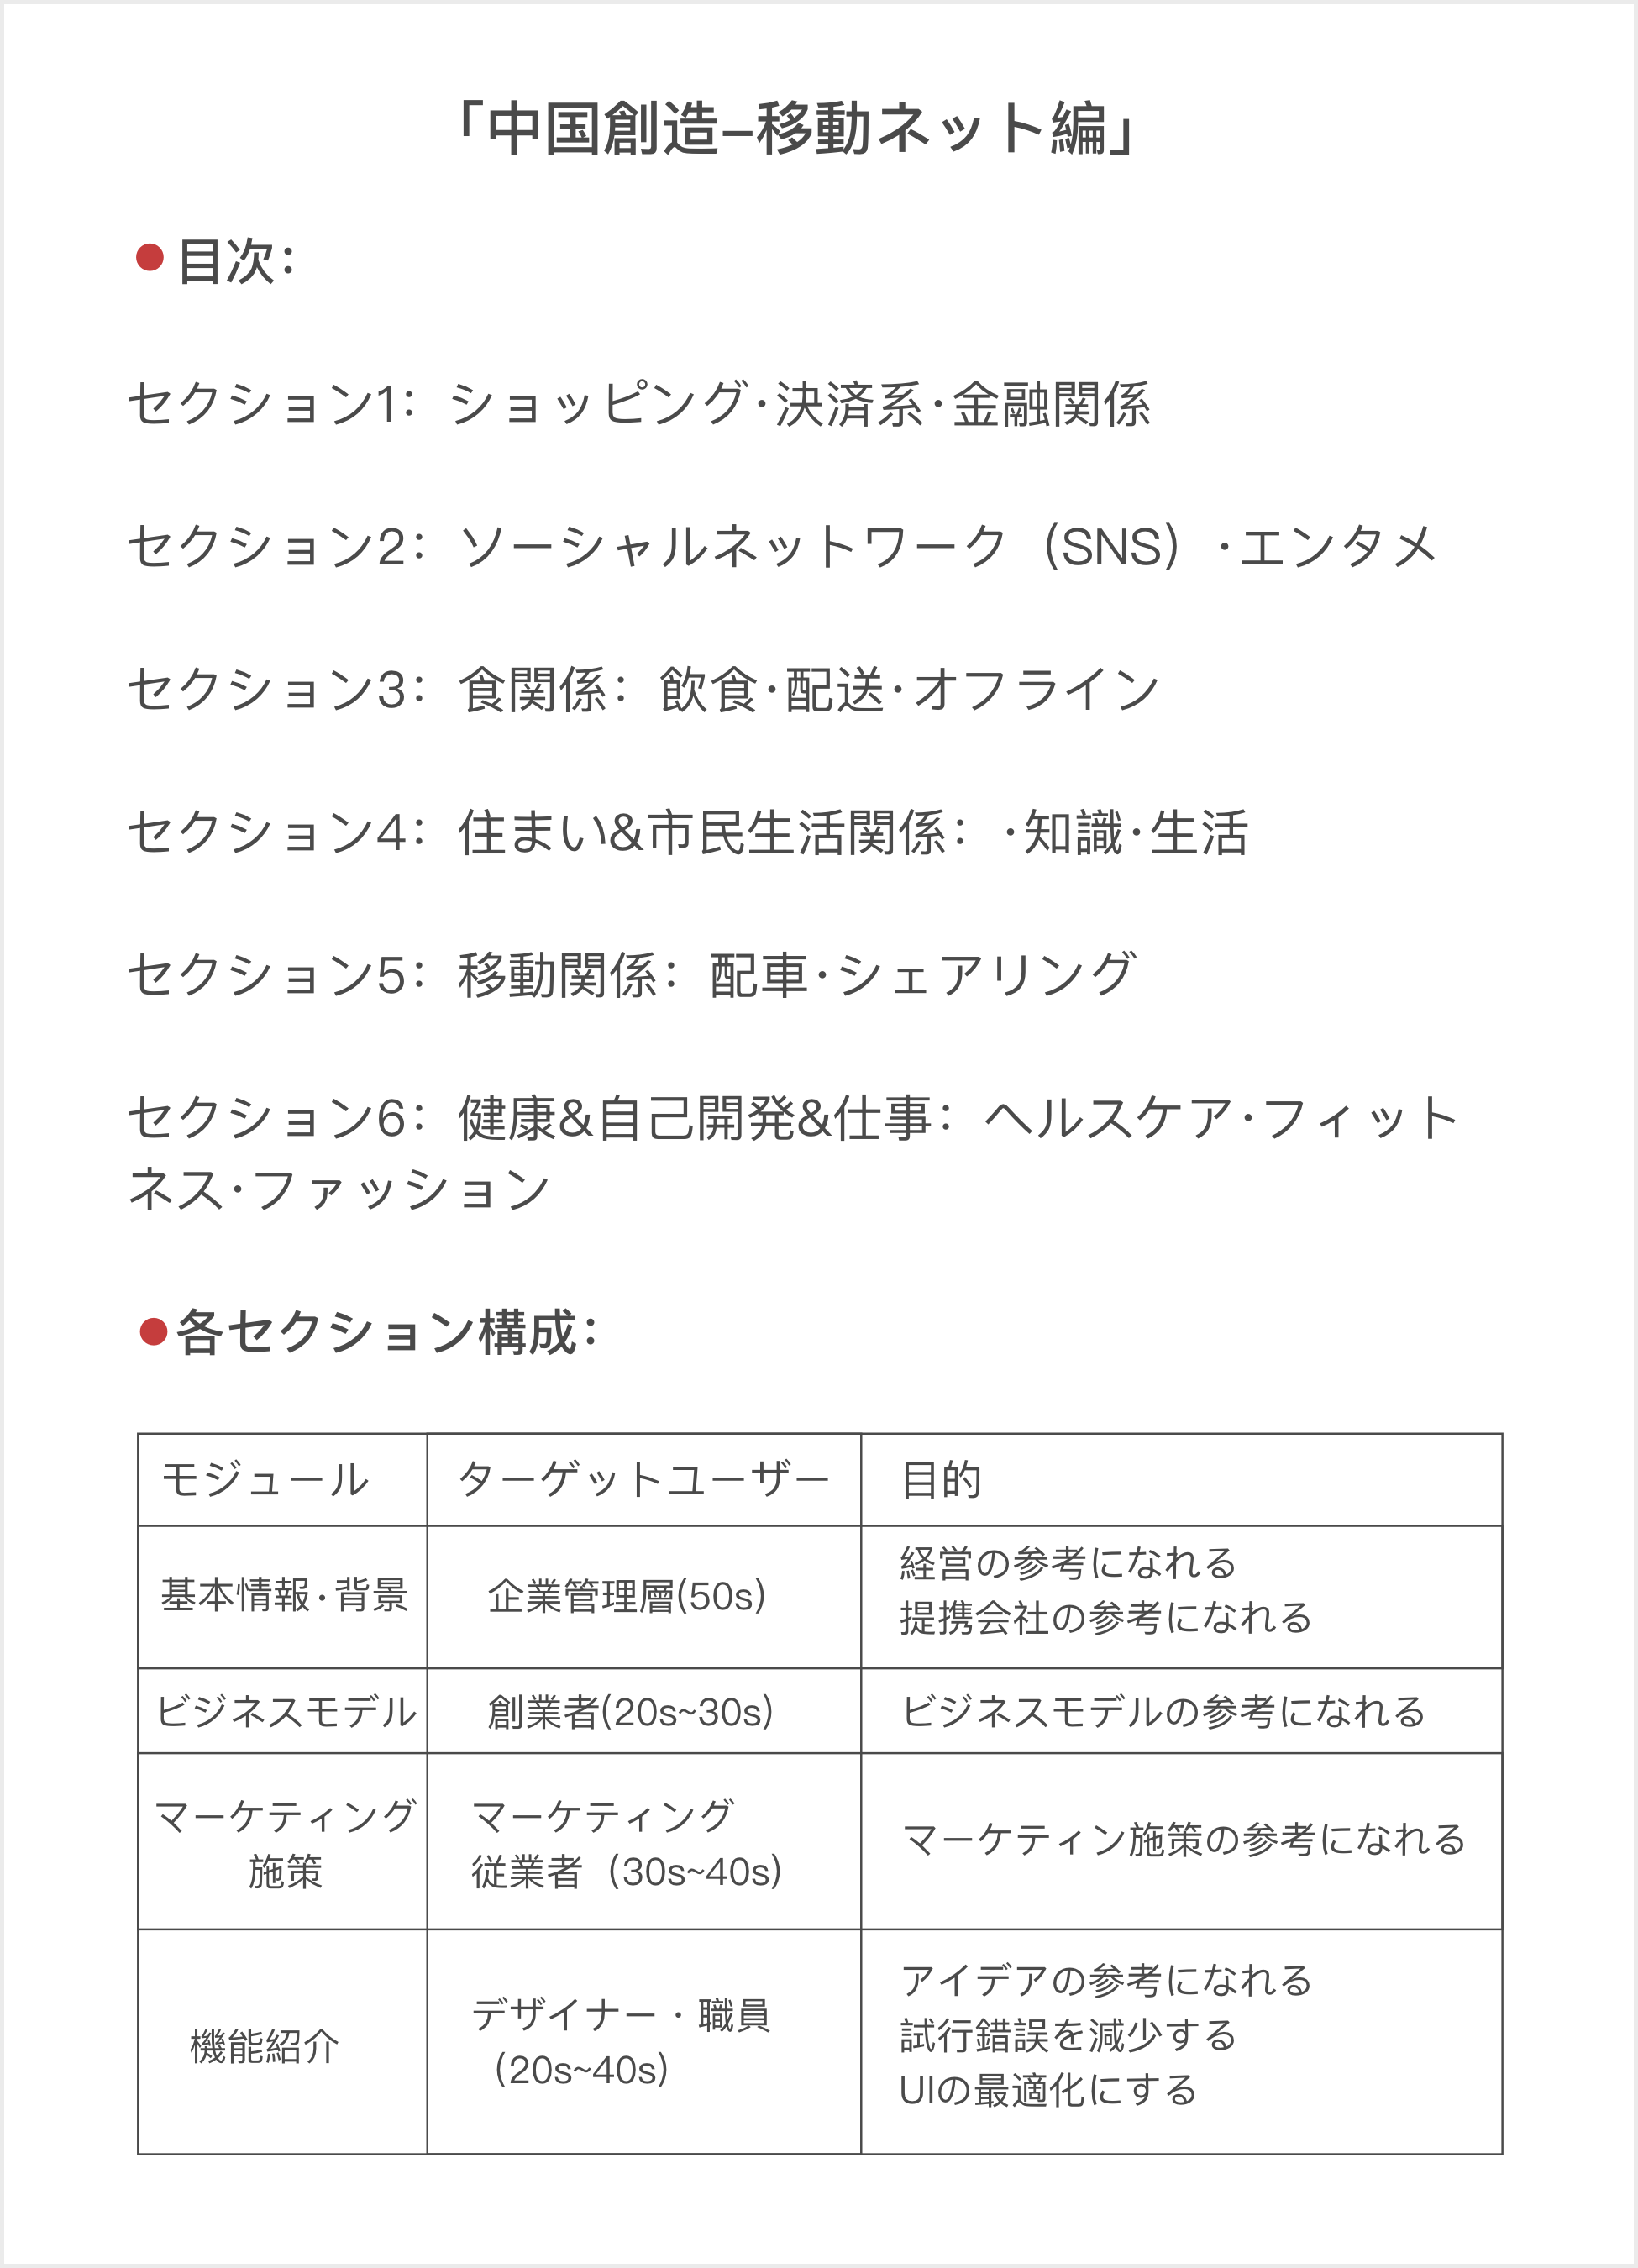 「中国創造–移動ネット編」
●目次：
セクション1：ショッピング·決済系·金融関係
セクション2：ソーシャルネットワーク（SNS）·エンタメ
セクション3：食関係：飲食·配送·オフライン
セクション4：住まい&市民生活関係：·知識·生活
セクション5：移動関係：配車·シェアリング
セクション6：健康&自己開発&仕事：ヘルスケア·フィット
ネス·ファッション
●各セクション構成：
モジュール ターゲットユーザー 目的
基本情報·背景 企業管理層(50s)
経営の参考になれる
提携会社の参考になれる
ビジネスモデル 創業者(20s~30s) ビジネスモデルの参考になれる
マーケティング
施策
マーケティング
従業者（30s~40s)
マーケティン施策の参考になれる
機能紹介
デザイナー・職員
（20s~40s)
アイデアの参考になれる
試行錯誤を減少する
UIの最適化にする